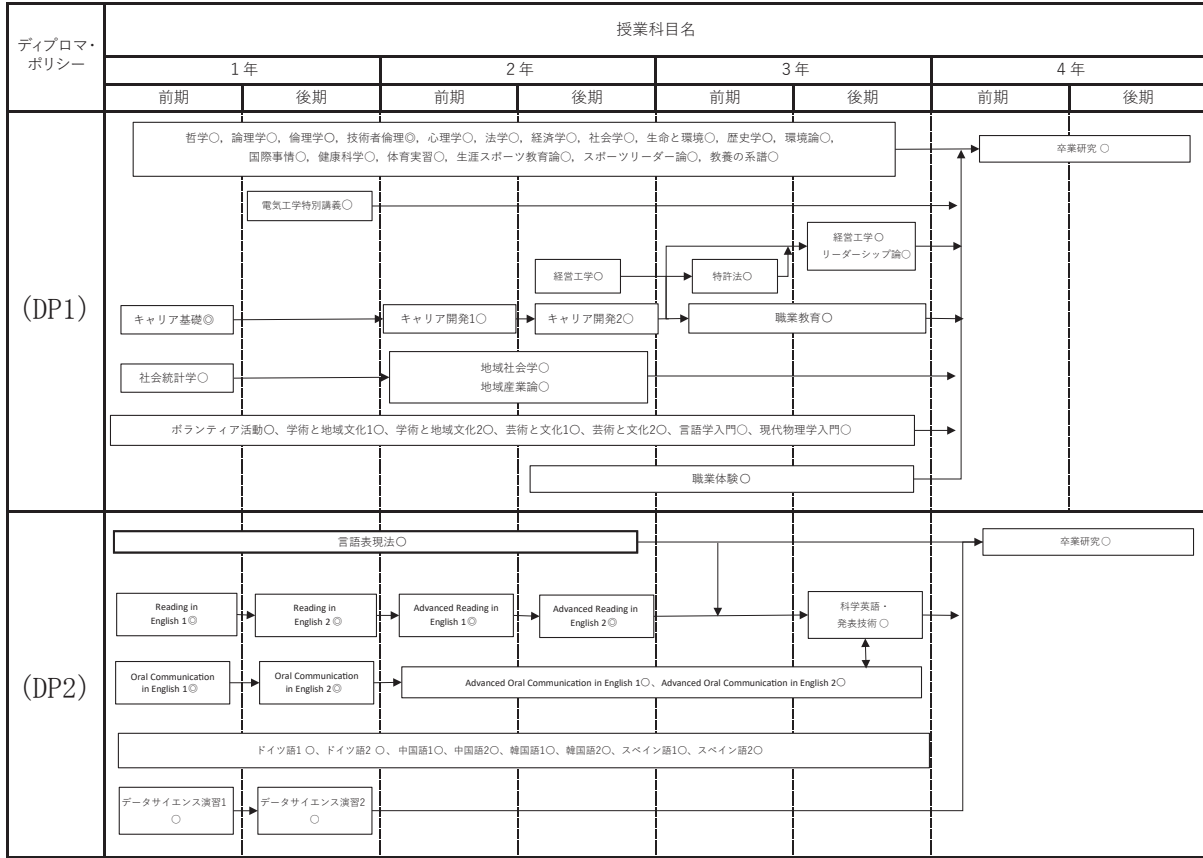 ディプロマ・
ポリシー
授業科目名
1 年
2 年
3 年
4 年
前期
後期
前期
後期
前期
後期
前期
後期
(DP1)
哲学○, 論理学○, 倫理学○, 技術者倫理◎, 心理学○, 法学○, 経済学○, 社会学○, 生命と環境○, 歴史学○, 環境論○,
国際事情○, 健康科学○, 体育実習○, 生涯スポーツ教育論○, スポーツリーダー論○, 教養の系譜○
卒業研究 ○
電気工学特別講義○
経営工学○
リーダーシップ論○
経営工学○
特許法○
キャリア基礎◎
キャリア開発1○
キャリア開発2○
職業教育○
社会統計学○
地域社会学○
地域産業論○
ボランティア活動○、学術と地域文化1○、学術と地域文化2○、芸術と文化1○、芸術と文化2○、言語学入門○、現代物理学入門○
職業体験○
(DP2)
言語表現法○
卒業研究○
Reading in
English 1◎
Reading in
English 2◎
Advanced Reading in
English 1◎
Advanced Reading in
English 2◎
科学英語・
発表技術 ○
Oral Communication
in English 1◎
Oral Communication
in English 2◎
Advanced Oral Communication in English 1○、Advanced Oral Communication in English 2○
ドイツ語1 ○、ドイツ語2 ○、中国語1○、中国語2○、韓国語1○、韓国語2○、スペイン語1○、スペイン語2○
データサイエンス演習1
○
データサイエンス演習2
○